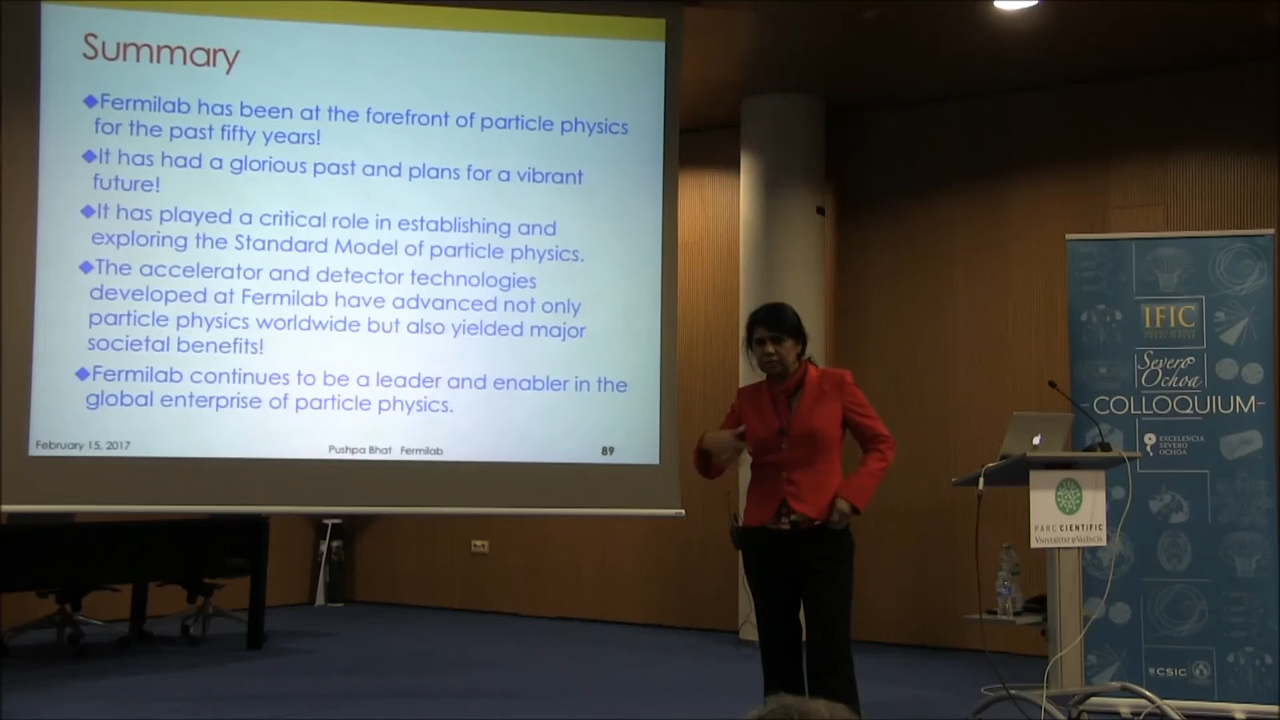 Summary
◆Fermilab has been at the forefront of particle physics
for the past fifty years!
◆It has had a glorious past and plans for a vibrant
future!
◆It has played a critical role in establishing and
exploring the Standard Model of particle physics.
◆The accelerator and detector technologies
developed at Fermilab have advanced not only
particle physics worldwide but also yielded major
societal benefits!
◆Fermilab continues to be a leader and enabler in the
global enterprise of particle physics.
February 15, 2017
Pushpa Bhat Fermilab
89
IFIC
Severo
Ochoa
COLLOQUIUM
EXCELENCIA
SEVERO
OCHOA
PARC CIENTÍFIC
VNIVERSITAT D VALÈNCIA
CSIC